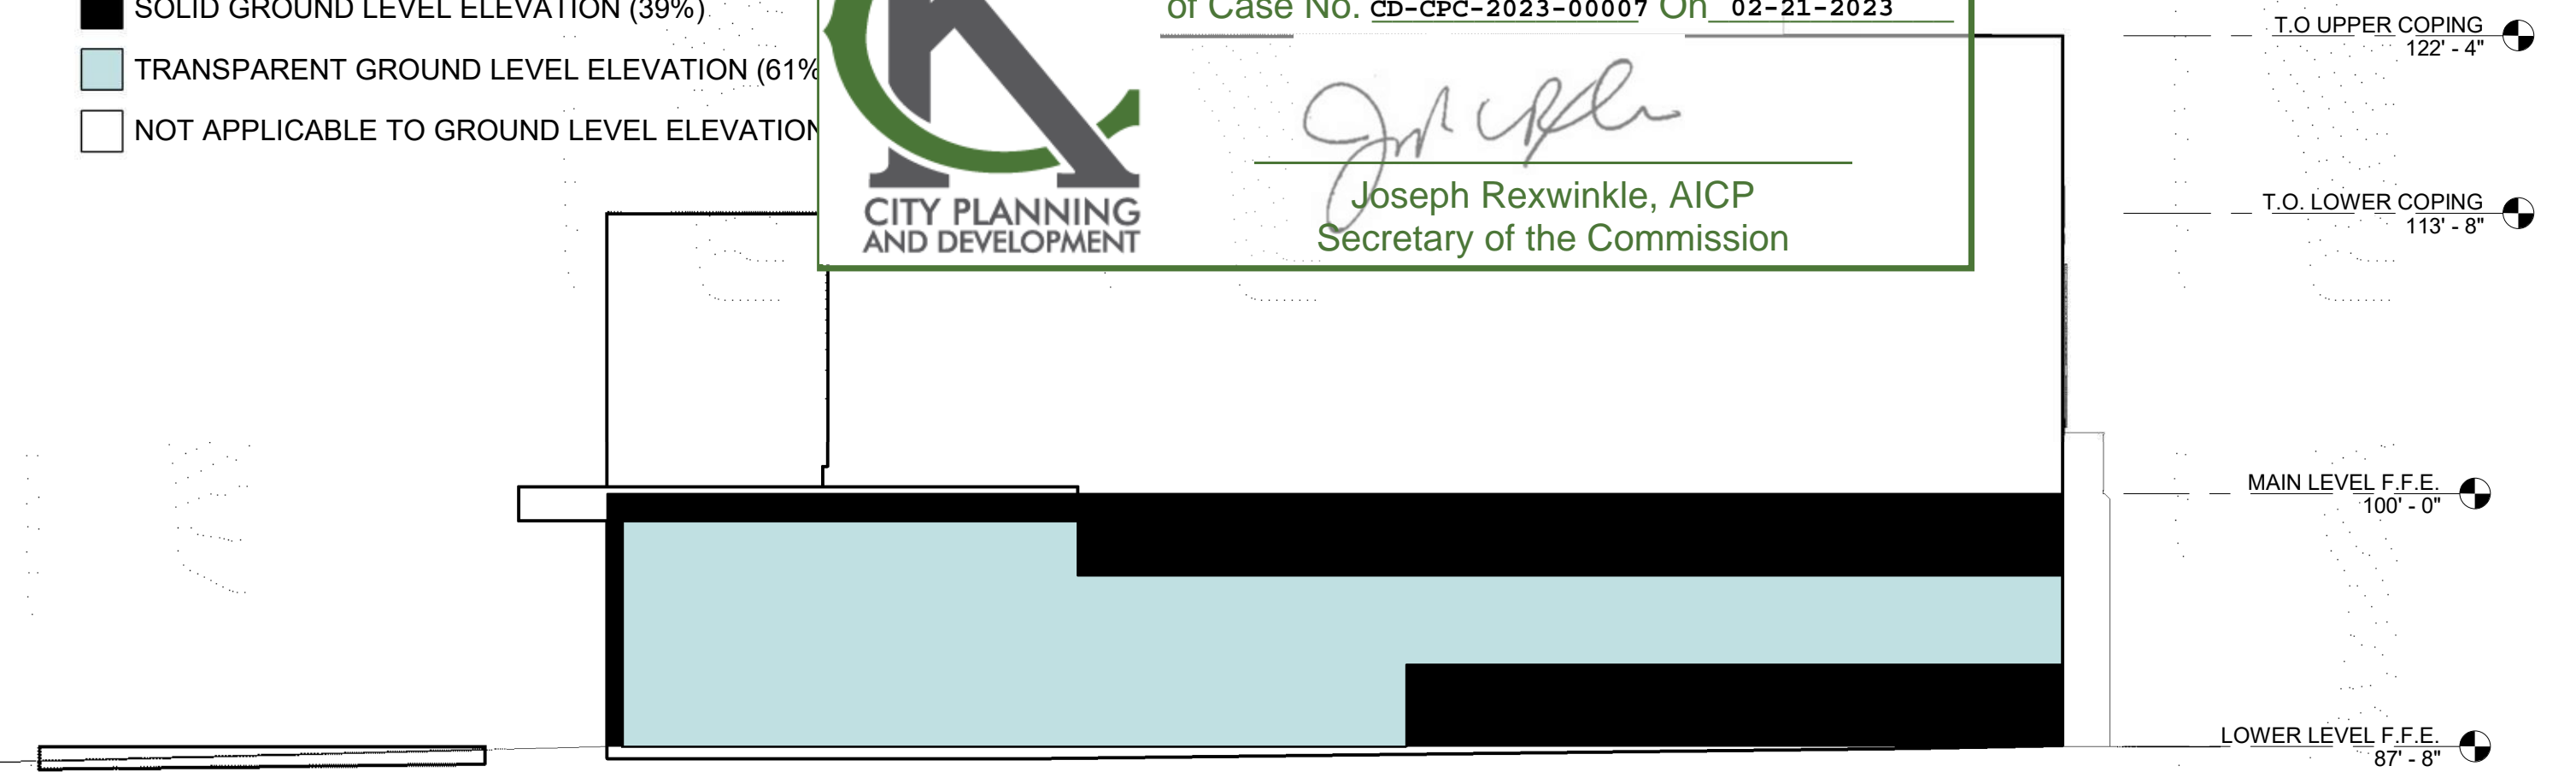 SOLID GROUND LEVEL ELEVATION (39%)
TRANSPARENT GROUND LEVEL ELEVATION (61%
NOT APPLICABLE TO GROUND LEVEL ELEVATION
of Case No. CD-CPC-2023-00007 On 02-21-2023
CITY PLANNING
AND DEVELOPMENT
Joseph Rexwinkle, AICP
Secretary of the Commission
T.O UPPER COPING
122' - 4"
T.O. LOWER COPING
113' - 8"
MAIN LEVEL F.F.E.
100' - 0"
LOWER LEVEL F.F.E.
87' - 8"